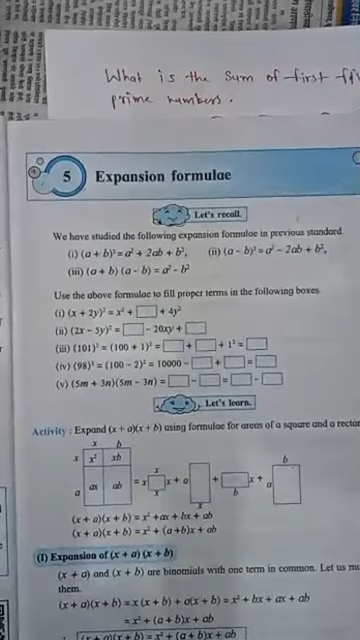 What is the sum of first
prime numbers.
5 Expansion formulae
Let's recall.
We have studied the following expansion formulae in previous standard.
(i) (a + b)² = a² + 2ab + b², (ii) (a - b)² = a² - 2ab + b²,
(iii) (a + b) (a - b) = a² - b²
Use the above formulae to fill proper terms in the following boxes.
(i) (x + 2y)² = x² + □ + 4y²
(ii) (2x - 5y)² = □ - 20xy + □
(iii) (101)² = (100 + 1)² = □ + □ + 1² = □
(iv) (98)² = (100 - 2)² = 10000 - □ + □ = □
(v) (5m + 3n)(5m - 3n) = □ - □ = □ - □
Let's learn.
Activity : Expand (x + a)(x + b) using formulae for areas of a square and a
x b
x x² xb
a ax ab
= x □ x + a □ + □ x + a □
x x b b
(x + a)(x + b) = x² + ax + bx + ab
(x + a)(x + b) = x² + (a+b)x + ab
(I) Expansion of (x + a) (x + b)
(x + a) and (x + b) are binomials with one term in common. Let us
them.
(x + a)(x + b) = x (x + b) + a(x + b) = x² + bx + ax + ab
= x² + (a + b)x + ab
(x + a)(x + b) = x² + (a + b)x + ab